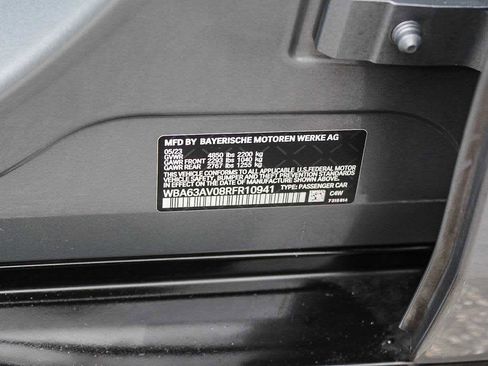 MFD BY BAYERISCHE MOTOREN WERKE AG
05/23
GVWR 4850 lbs 2200 kg
GAWR FRONT 2293 lbs 1040 kg
GAWR REAR 2767 lbs 1255 kg
THIS VEHICLE CONFORMS TO ALL APPLICABLE U.S. FEDERAL MOTOR
VEHICLE SAFETY, BUMPER AND THEFT PREVENTION STANDARDS
IN EFFECT ON THE DATE OF MANUFACTURE SHOWN ABOVE.
WBA63AV08RFR10941 TYPE: PASSENGER CAR
C4W